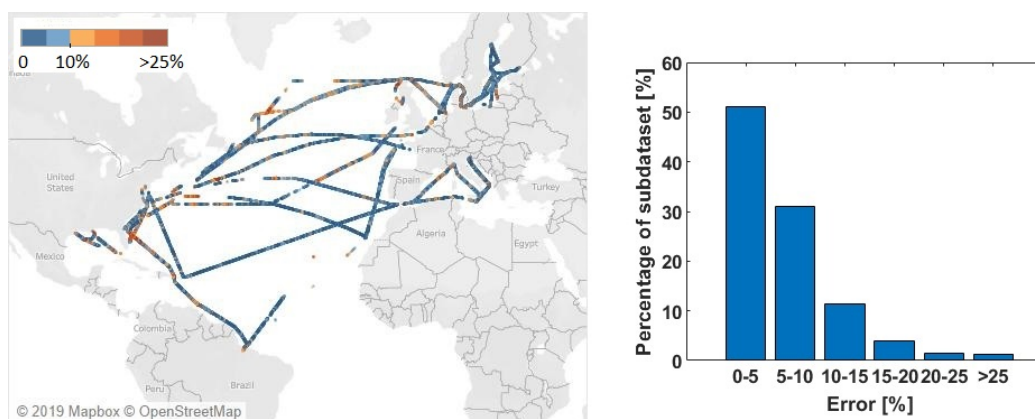 0 10% >25%
United
States
Mexico
Colombia
Peru
Brazil
France
Spain
Algeria
Egypt
Turkey
© 2019 Mapbox © OpenStreetMap
Percentage of subdataset [%]
60
50
40
30
20
10
0
0-5 5-10 10-15 15-20 20-25 >25
Error [%]